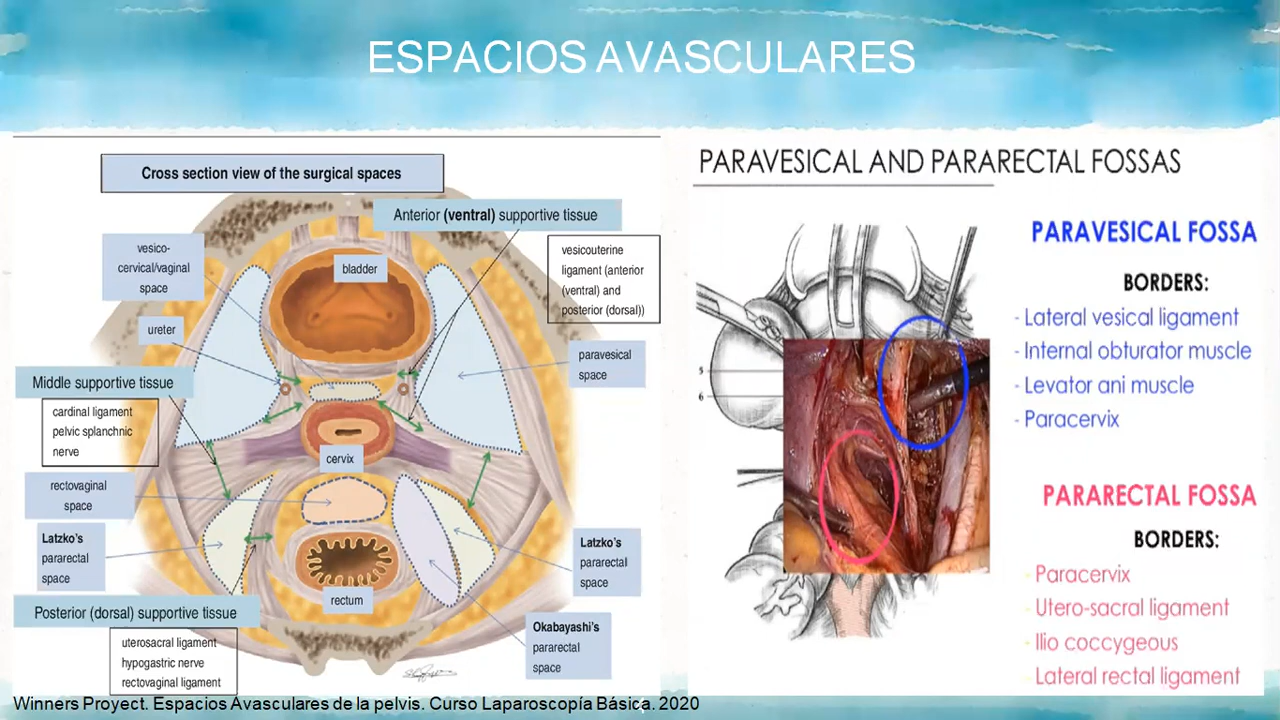 ESPACIOS AVASCULARES
Cross section view of the surgical spaces
Anterior (ventral) supportive tissue
vesico-
cervical/vaginal
space
bladder
vesicouterine
ligament (anterior
(ventral) and
posterior (dorsal))
ureter
paravesical
space
Middle supportive tissue
cardinal ligament
pelvic splanchnic
nerve
cervix
rectovaginal
space
Latzko's
pararectal
space
Latzko's
pararectal
space
rectum
Posterior (dorsal) supportive tissue
Okabayashi's
pararectal
space
uterosacral ligament
hypogastric nerve
rectovaginal ligament
PARAVESICAL AND PARARECTAL FOSSAS
PARAVESICAL FOSSA
BORDERS:
- Lateral vesical ligament
- Internal obturator muscle
- Levator ani muscle
- Paracervix
5
6
PARARECTAL FOSSA
BORDERS:
- Paracervix
- Utero-sacral ligament
- Ilio coccygeous
- Lateral rectal ligament
Winners Proyect. Espacios Avasculares de la pelvis. Curso Laparoscopía Básica. 2020